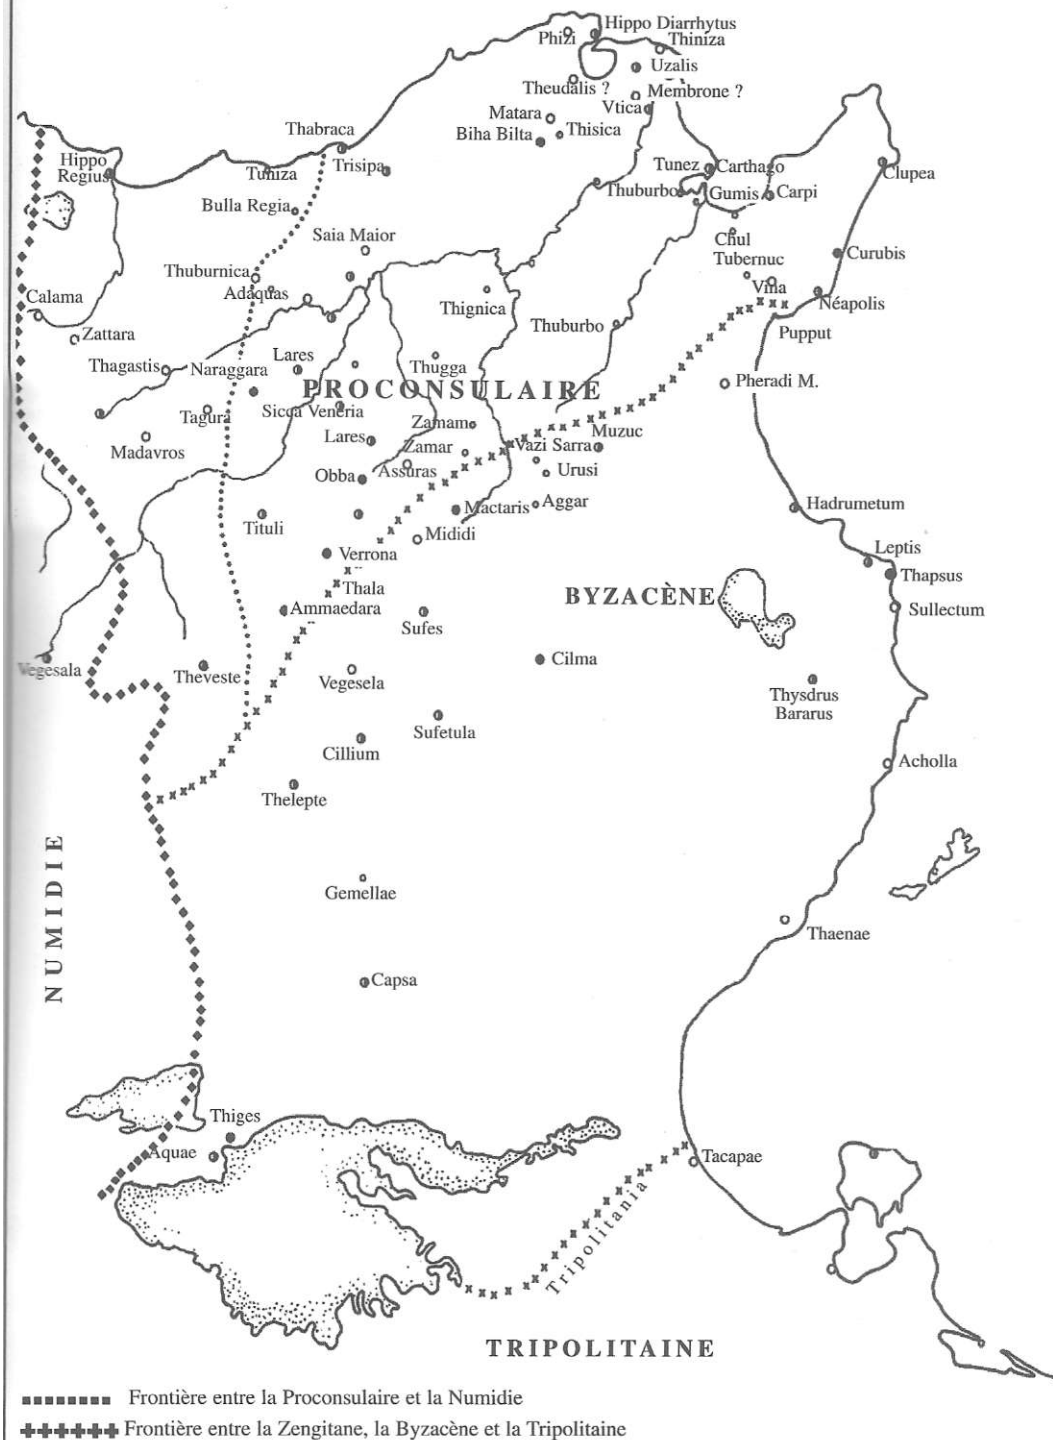 Hippo Diarrhytus
Phizi
Thiniza
Uzalis
Theudalis ?
Membrone ?
Matara
Vtica
Thabraca
Biha Bilta
Thisica
Hippo
Regius
Tuniza
Trisipa
Tunez
Carthago
Clupea
Bulla Regia
Thuburbo
Gumis
Carpi
Saia Maior
Chul
Tubernuc
Curubis
Thuburnica
Adaquas
Vina
Calama
Thignica
Néapolis
Zattara
Thuburbo
Pupput
Thagastis
Naraggara
Lares
Thugga
PROCONSULAIRE
Pheradi M.
Tagura
Sicca Veneria
Zamam
Muzuc
Madavros
Lares
Zamar
Vazi Sarra
Obba
Assuras
Urusi
Mactaris
Aggar
Hadrumetum
Tituli
Mididi
Verrona
Leptis
Thapsus
Thala
BYZACÈNE
Ammaedara
Sullectum
Sufes
Cilma
Vegesala
Theveste
Vegesela
Thysdrus
Bararus
Sufetula
Cillium
Acholla
Thelepte
NUMIDIE
Gemellae
Thaenae
Capsa
Thiges
Aquae
Tacapae
Tripolitania
TRIPOLITAINE
Frontière entre la Proconsulaire et la Numidie
Frontière entre la Zengitane, la Byzacène et la Tripolitaine